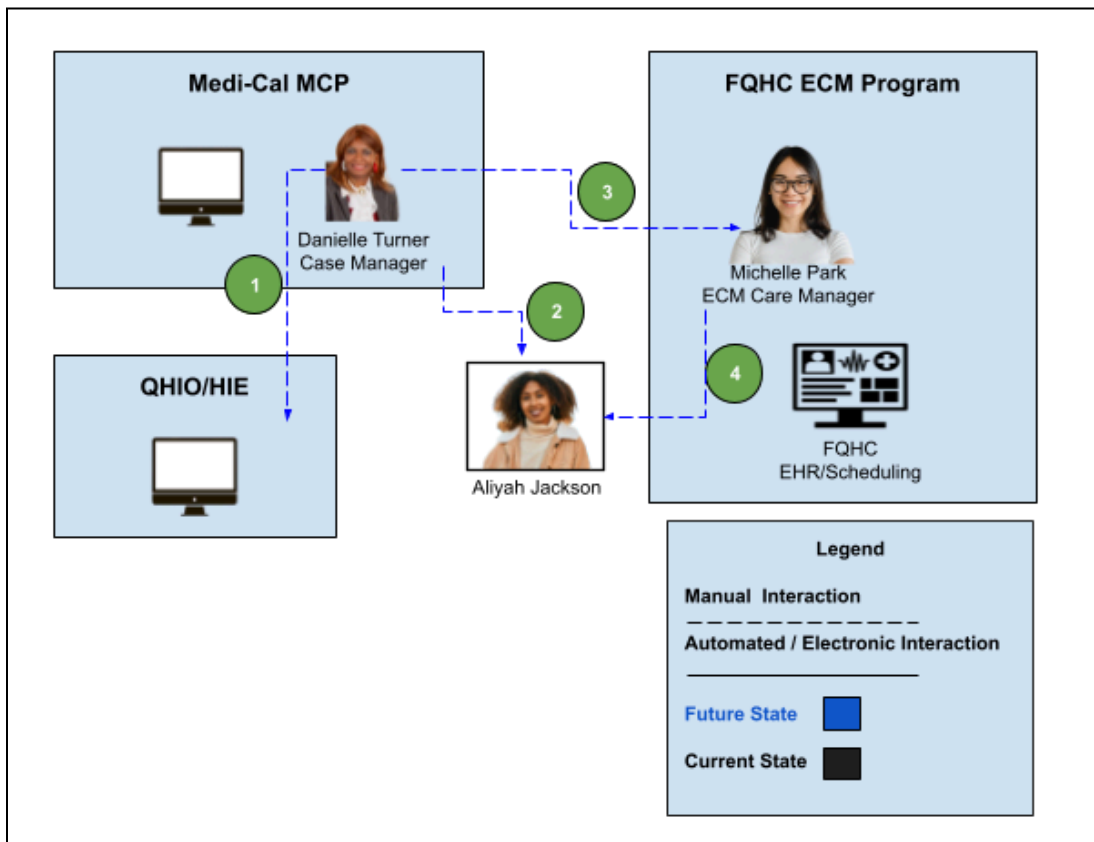 Medi-Cal MCP
Danielle Turner
Case Manager
1
2
3
FQHC ECM Program
Michelle Park
ECM Care Manager
4
FQHC
EHR/Scheduling
QHIO/HIE
Aliyah Jackson
Legend
Manual Interaction
Automated / Electronic Interaction
Future State
Current State